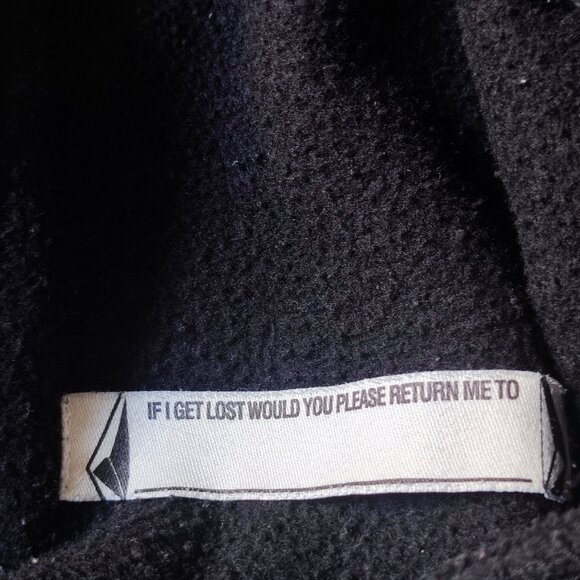 IF I GET LOST WOULD YOU PLEASE RETURN ME TO